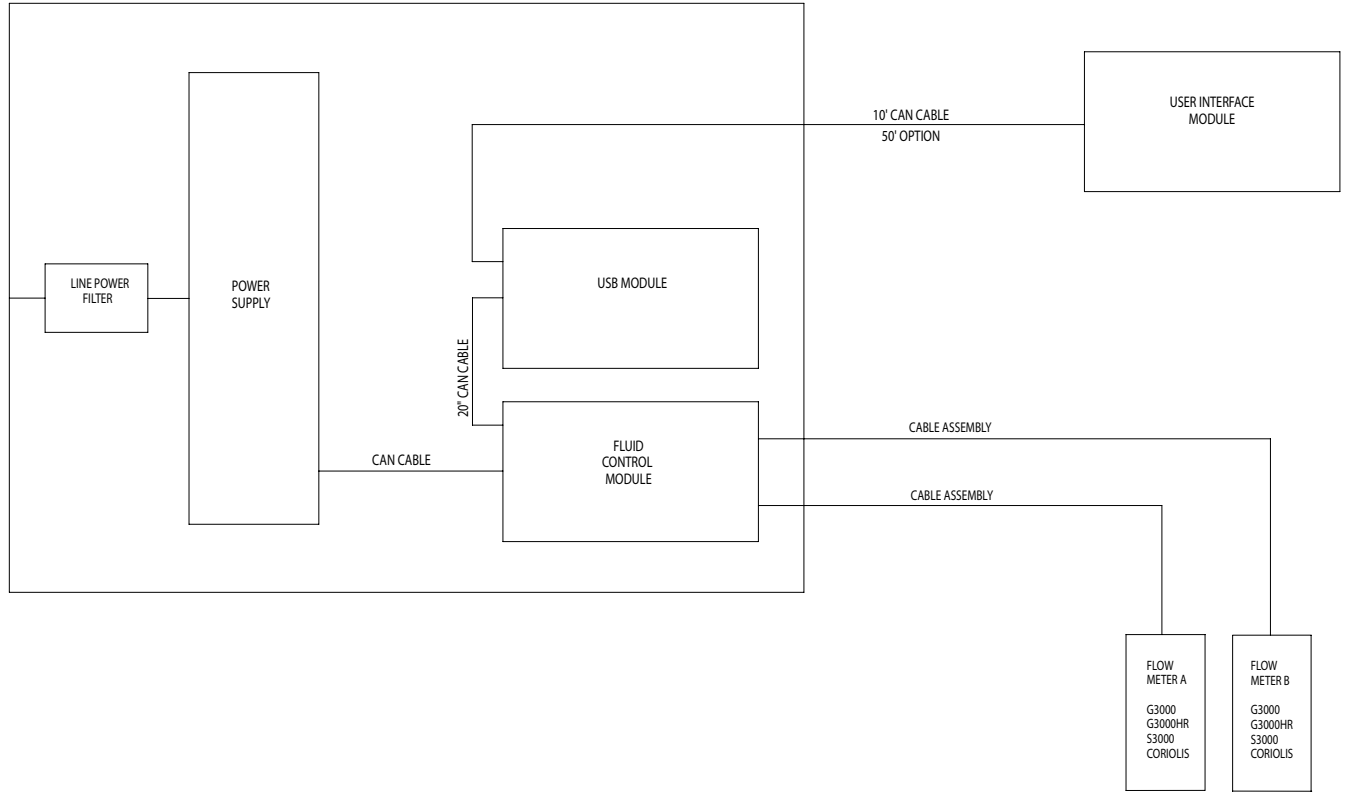 10' CAN CABLE
50' OPTION
USER INTERFACE
MODULE
LINE POWER
FILTER
POWER
SUPPLY
USB MODULE
20" CAN CABLE
CAN CABLE
FLUID
CONTROL
MODULE
CABLE ASSEMBLY
CABLE ASSEMBLY
FLOW
METER A
G3000
G3000HR
S3000
CORIOLIS
FLOW
METER B
G3000
G3000HR
S3000
CORIOLIS